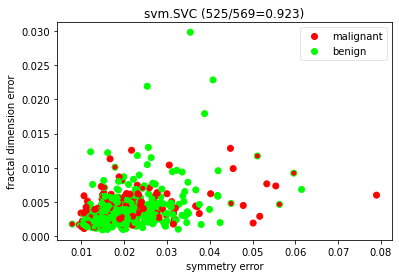 svm.SVC (525/569=0.923)
malignant
benign
fractal dimension error
0.030
0.025
0.020
0.015
0.010
0.005
0.000
0.01 0.02 0.03 0.04 0.05 0.06 0.07 0.08
symmetry error